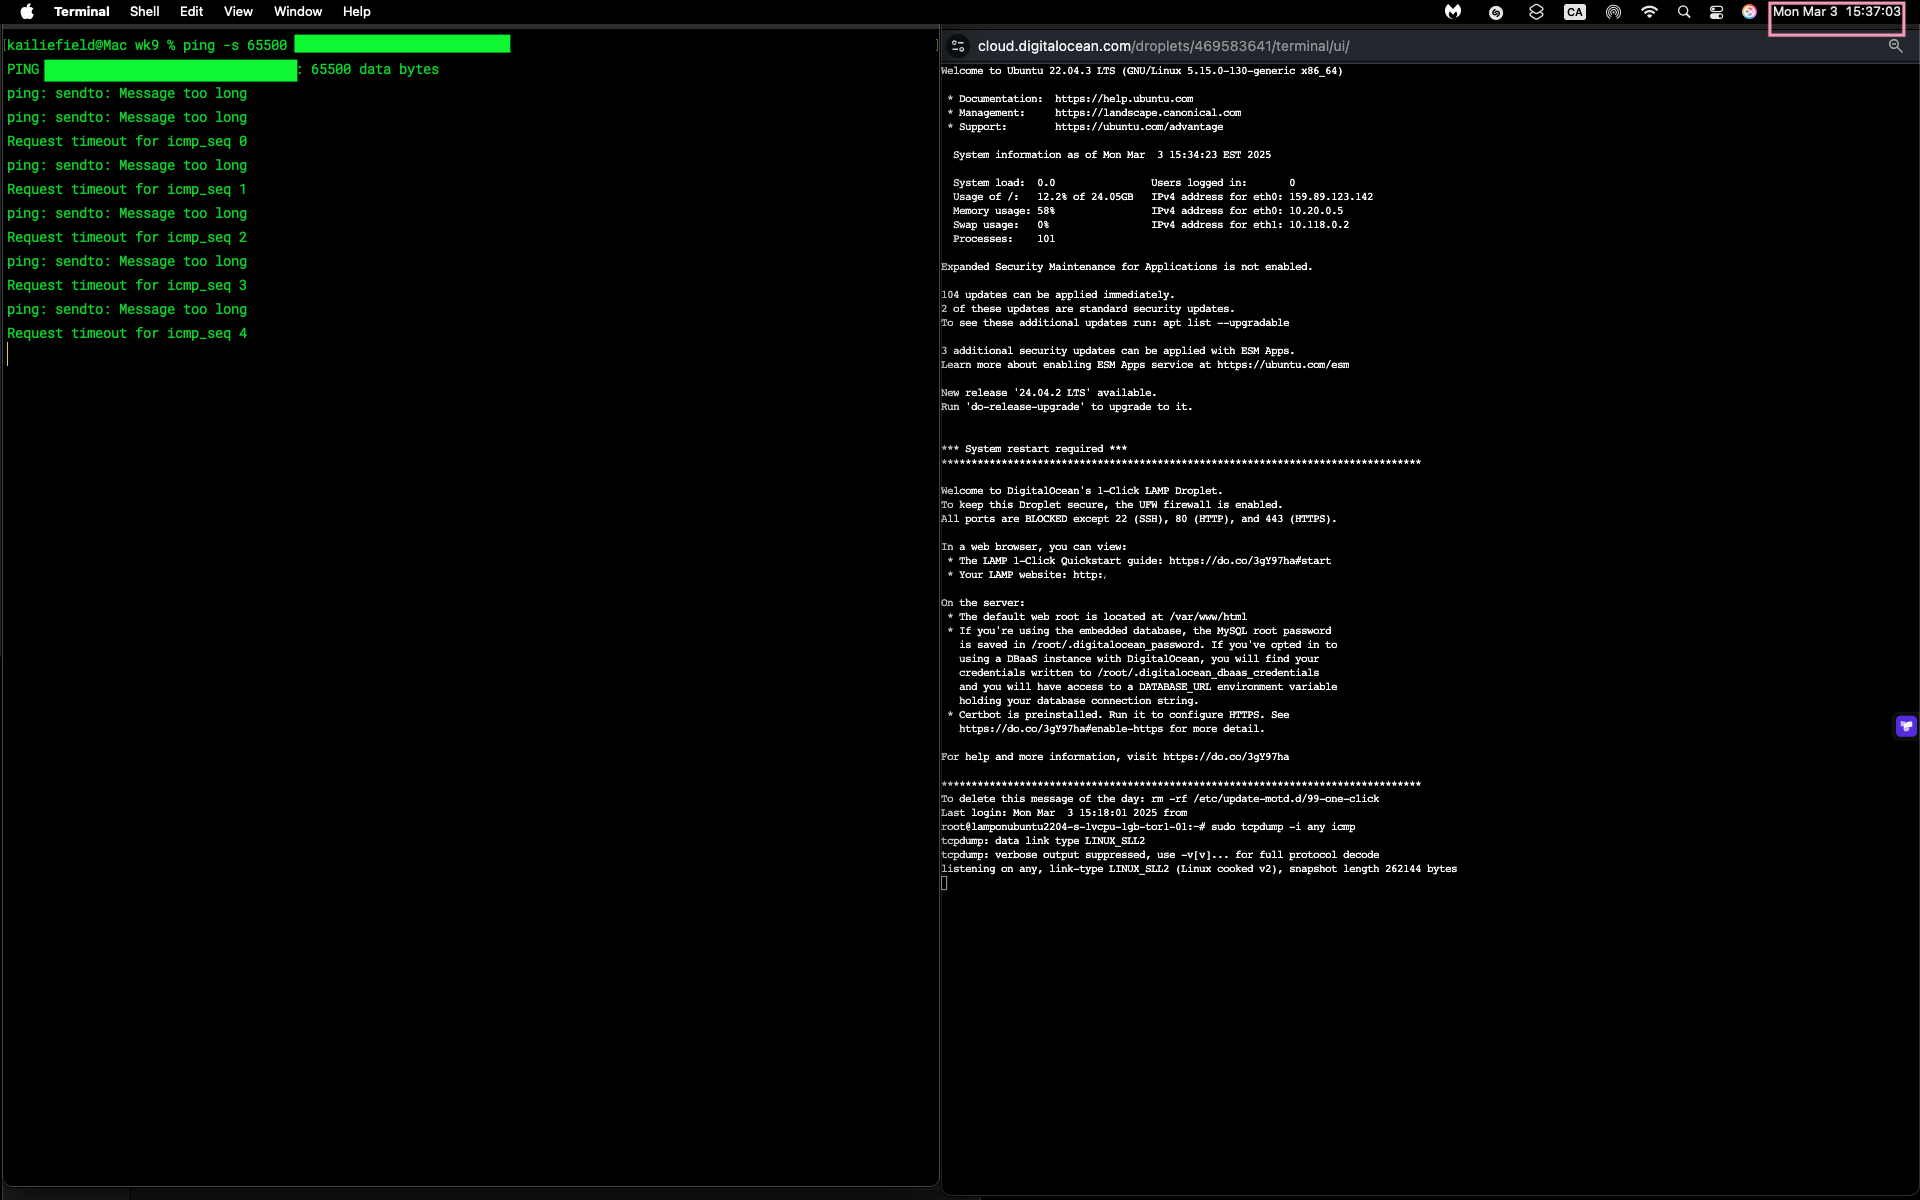 Terminal Shell Edit View Window Help
CA Mon Mar 3 15:37:03
[kailiefield@Mac wk9 % ping -s 65500 ]
PING : 65500 data bytes
ping: sendto: Message too long
ping: sendto: Message too long
Request timeout for icmp_seq 0
ping: sendto: Message too long
Request timeout for icmp_seq 1
ping: sendto: Message too long
Request timeout for icmp_seq 2
ping: sendto: Message too long
Request timeout for icmp_seq 3
ping: sendto: Message too long
Request timeout for icmp_seq 4
cloud.digitalocean.com/droplets/469583641/terminal/ui/
Welcome to Ubuntu 22.04.3 LTS (GNU/Linux 5.15.0-130-generic x86_64)
* Documentation: https://help.ubuntu.com
* Management: https://landscape.canonical.com
* Support: https://ubuntu.com/advantage
System information as of Mon Mar 3 15:34:23 EST 2025
System load: 0.0 Users logged in: 0
Usage of /: 12.2% of 24.05GB IPv4 address for eth0: 159.89.123.142
Memory usage: 58% IPv4 address for eth0: 10.20.0.5
Swap usage: 0% IPv4 address for eth1: 10.118.0.2
Processes: 101
Expanded Security Maintenance for Applications is not enabled.
104 updates can be applied immediately.
2 of these updates are standard security updates.
To see these additional updates run: apt list --upgradable
3 additional security updates can be applied with ESM Apps.
Learn more about enabling ESM Apps service at https://ubuntu.com/esm
New release '24.04.2 LTS' available.
Run 'do-release-upgrade' to upgrade to it.
*** System restart required ***
********************************************************************************
Welcome to DigitalOcean's 1-Click LAMP Droplet.
To keep this Droplet secure, the UFW firewall is enabled.
All ports are BLOCKED except 22 (SSH), 80 (HTTP), and 443 (HTTPS).
In a web browser, you can view:
* The LAMP 1-Click Quickstart guide: https://do.co/3gY97ha#start
* Your LAMP website: http:
On the server:
* The default web root is located at /var/www/html
* If you're using the embedded database, the MySQL root password
is saved in /root/.digitalocean_password. If you've opted in to
using a DBaaS instance with DigitalOcean, you will find your
credentials written to /root/.digitalocean_dbaas_credentials
and you will have access to a DATABASE_URL environment variable
holding your database connection string.
* Certbot is preinstalled. Run it to configure HTTPS. See
https://do.co/3gY97ha#enable-https for more detail.
For help and more information, visit https://do.co/3gY97ha
********************************************************************************
To delete this message of the day: rm -rf /etc/update-motd.d/99-one-click
Last login: Mon Mar 3 15:18:01 2025 from
root@lamponubuntu2204-s-1vcpu-1gb-tor1-01:~# sudo tcpdump -i any icmp
tcpdump: data link type LINUX_SLL2
tcpdump: verbose output suppressed, use -v[v]... for full protocol decode
listening on any, link-type LINUX_SLL2 (Linux cooked v2), snapshot length 262144 bytes